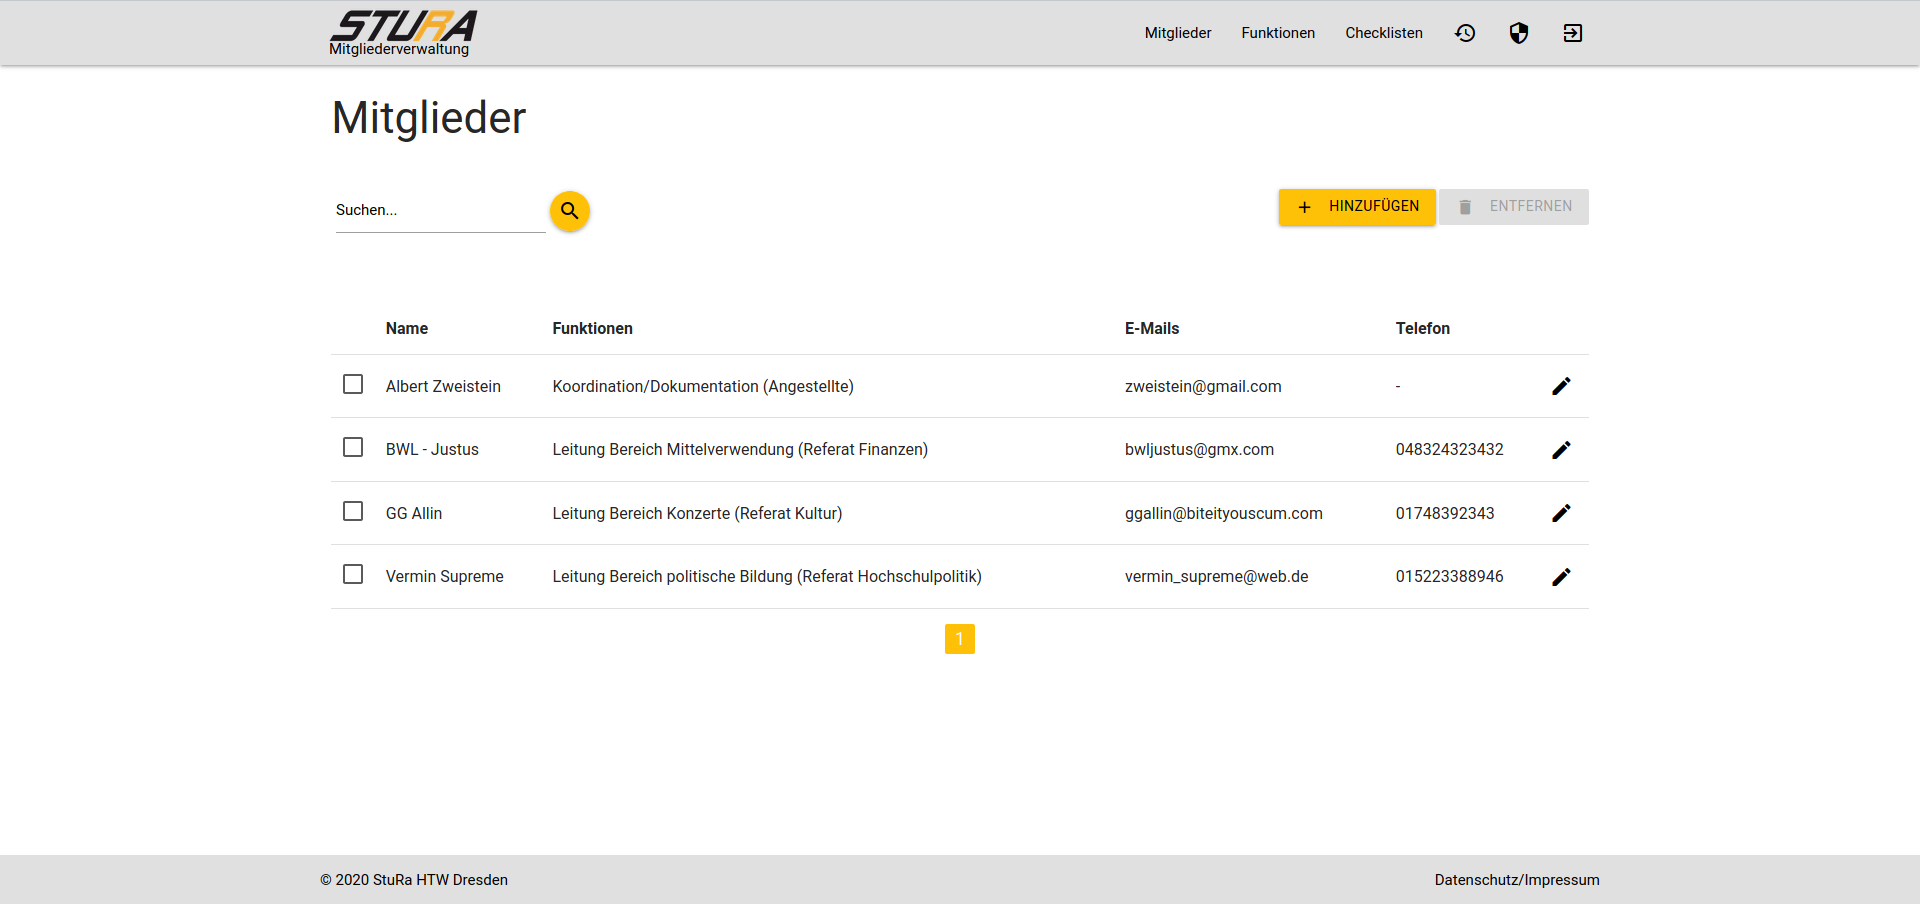 STURA
Mitgliederverwaltung
Mitglieder Funktionen Checklisten
Mitglieder
Suchen...
HINZUFÜGEN ENTFERNEN
Name Funktionen E-Mails Telefon
Albert Zweistein Koordination/Dokumentation (Angestellte) zweistein@gmail.com -
BWL - Justus Leitung Bereich Mittelverwendung (Referat Finanzen) bwljustus@gmx.com 048324323432
GG Allin Leitung Bereich Konzerte (Referat Kultur) ggallin@biteityouscum.com 01748392343
Vermin Supreme Leitung Bereich politische Bildung (Referat Hochschulpolitik) vermin_supreme@web.de 015223388946
1
© 2020 StuRa HTW Dresden Datenschutz/Impressum